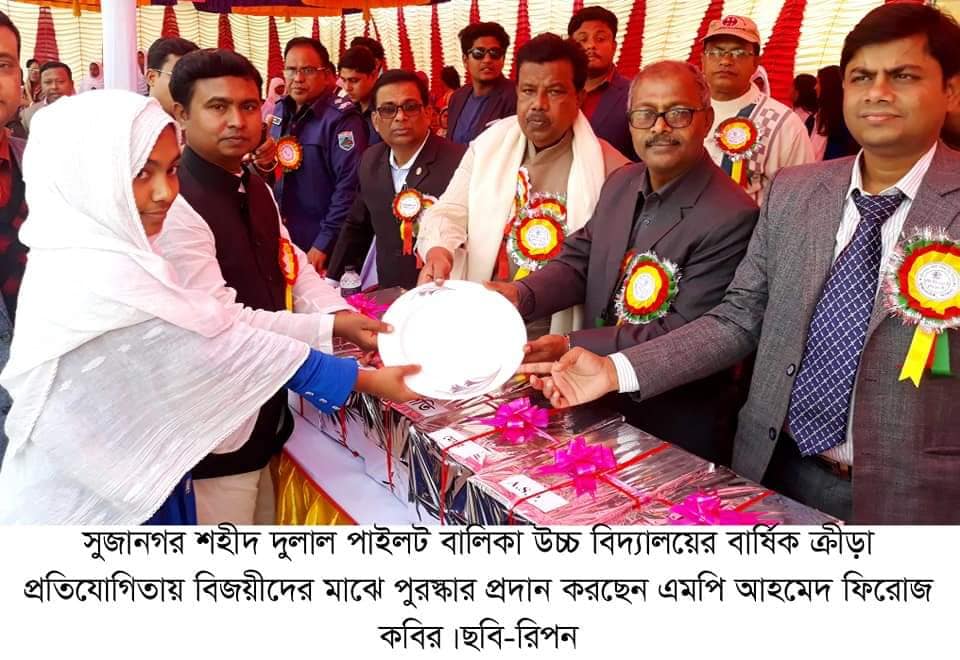 সুজানগর শহীদ দুলাল পাইলট বালিকা উচ্চ বিদ্যালয়ের বার্ষিক ক্রীড়া
প্রতিযোগিতায় বিজয়ীদের মাঝে পুরস্কার প্রদান করছেন এমপি আহমেদ ফিরোজ
কবির।ছবি-রিপন